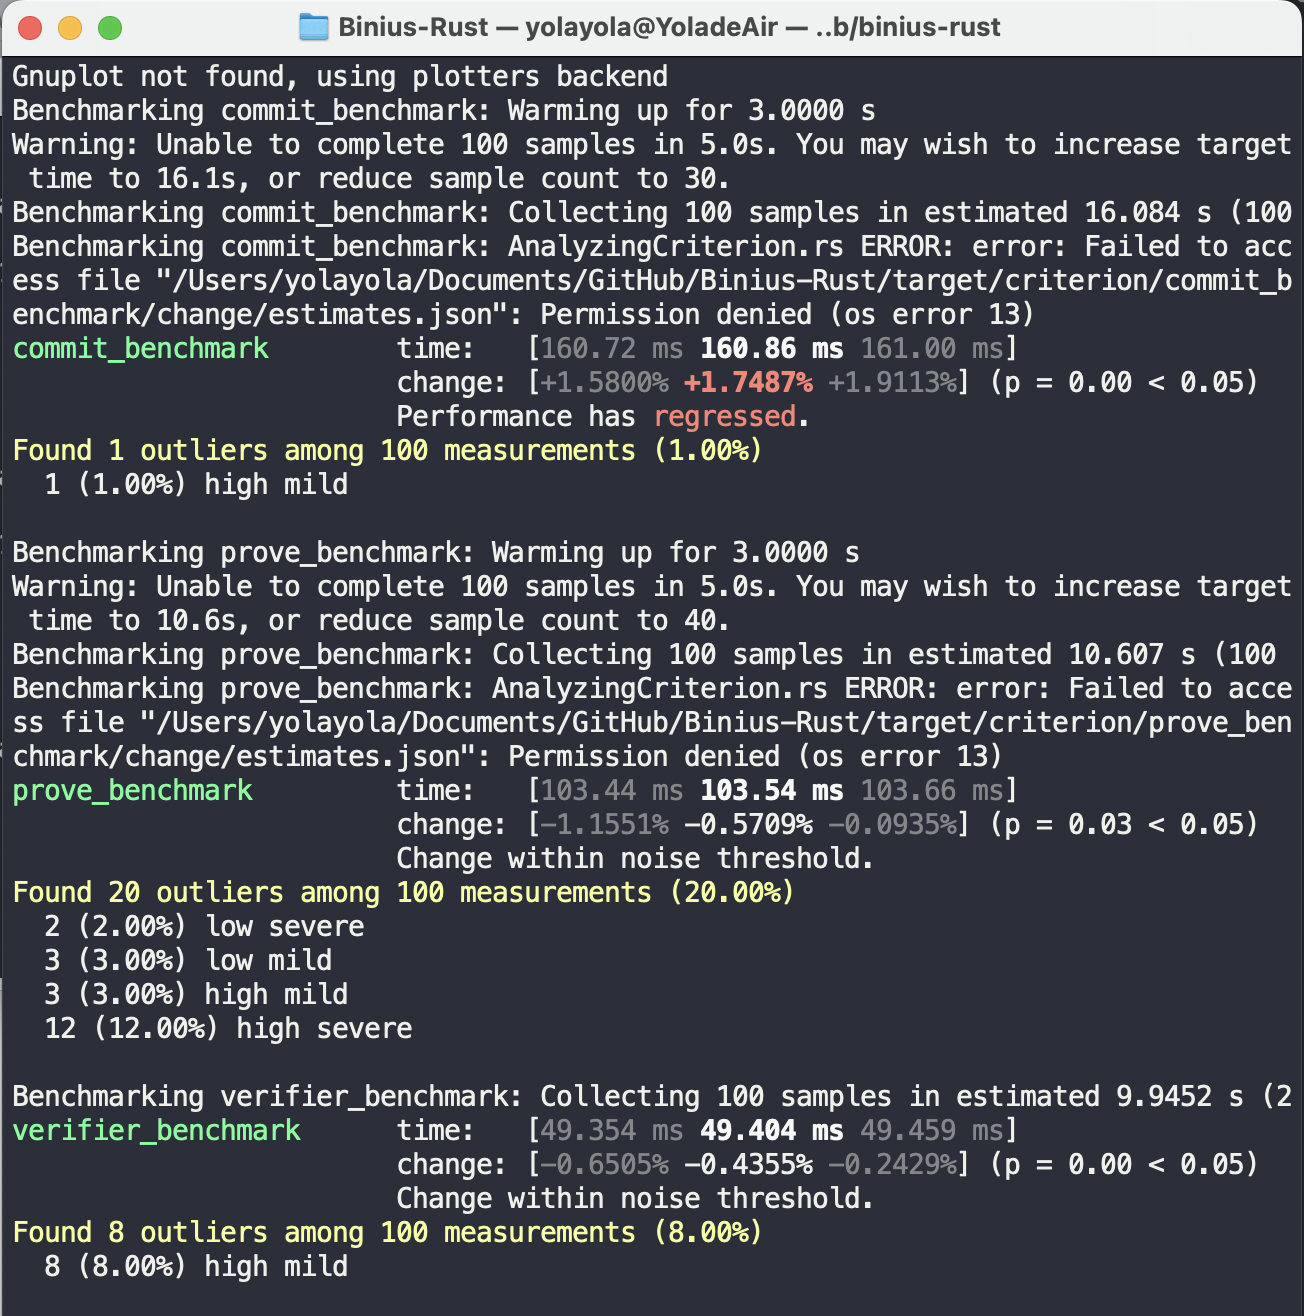 Binius-Rust — yolayola@YoladeAir — ..b/binius-rust
Gnuplot not found, using plotters backend
Benchmarking commit_benchmark: Warming up for 3.0000 s
Warning: Unable to complete 100 samples in 5.0s. You may wish to increase target
 time to 16.1s, or reduce sample count to 30.
Benchmarking commit_benchmark: Collecting 100 samples in estimated 16.084 s (100
Benchmarking commit_benchmark: AnalyzingCriterion.rs ERROR: error: Failed to acc
ess file "/Users/yolayola/Documents/GitHub/Binius-Rust/target/criterion/commit_b
enchmark/change/estimates.json": Permission denied (os error 13)
commit_benchmark        time:   [160.72 ms 160.86 ms 161.00 ms]
                        change: [+1.5800% +1.7487% +1.9113%] (p = 0.00 < 0.05)
                        Performance has regressed.
Found 1 outliers among 100 measurements (1.00%)
  1 (1.00%) high mild
Benchmarking prove_benchmark: Warming up for 3.0000 s
Warning: Unable to complete 100 samples in 5.0s. You may wish to increase target
 time to 10.6s, or reduce sample count to 40.
Benchmarking prove_benchmark: Collecting 100 samples in estimated 10.607 s (100
Benchmarking prove_benchmark: AnalyzingCriterion.rs ERROR: error: Failed to acce
ss file "/Users/yolayola/Documents/GitHub/Binius-Rust/target/criterion/prove_ben
chmark/change/estimates.json": Permission denied (os error 13)
prove_benchmark         time:   [103.44 ms 103.54 ms 103.66 ms]
                        change: [-1.1551% -0.5709% -0.0935%] (p = 0.03 < 0.05)
                        Change within noise threshold.
Found 20 outliers among 100 measurements (20.00%)
  2 (2.00%) low severe
  3 (3.00%) low mild
  3 (3.00%) high mild
  12 (12.00%) high severe
Benchmarking verifier_benchmark: Collecting 100 samples in estimated 9.9452 s (2
verifier_benchmark      time:   [49.354 ms 49.404 ms 49.459 ms]
                        change: [-0.6505% -0.4355% -0.2429%] (p = 0.00 < 0.05)
                        Change within noise threshold.
Found 8 outliers among 100 measurements (8.00%)
  8 (8.00%) high mild